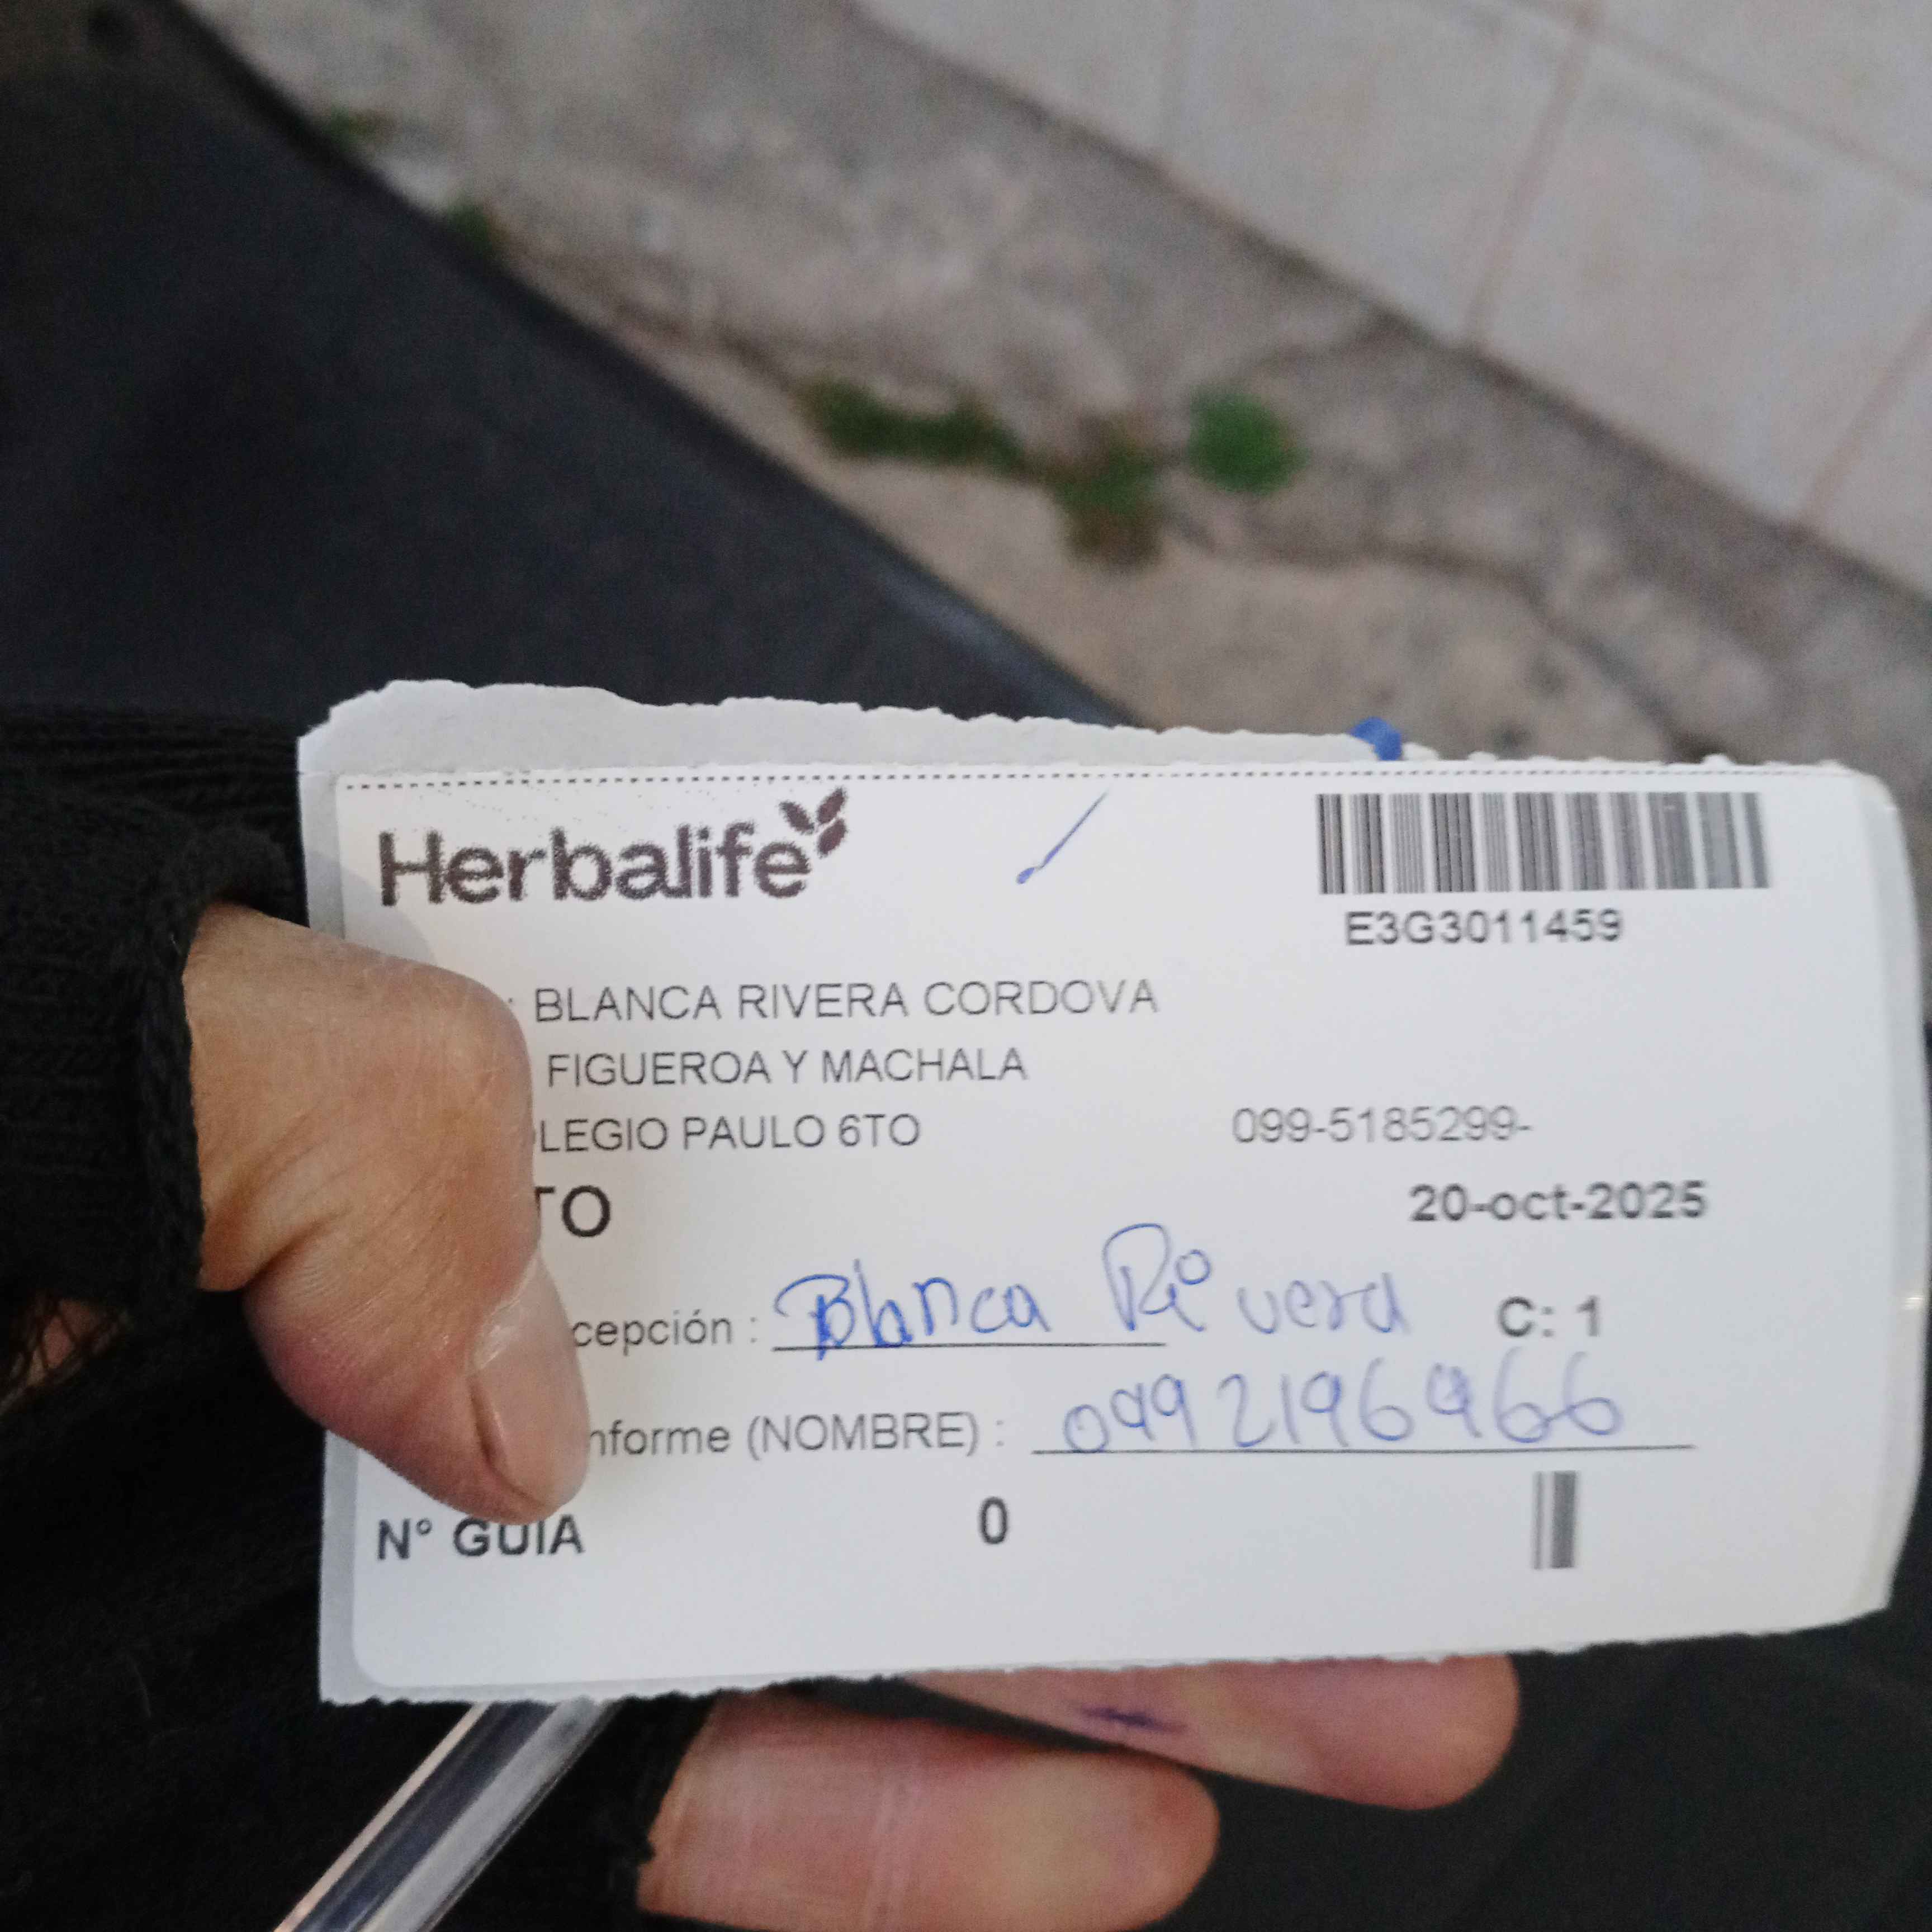 Herbalife
E3G3011459
: BLANCA RIVERA CORDOVA
FIGUEROA Y MACHALA
LEGIO PAULO 6TO 099-5185299-
TO 20-oct-2025
cepción : Blanca Rivera C: 1
nforme (NOMBRE) : 0992196966
N° GUIA 0